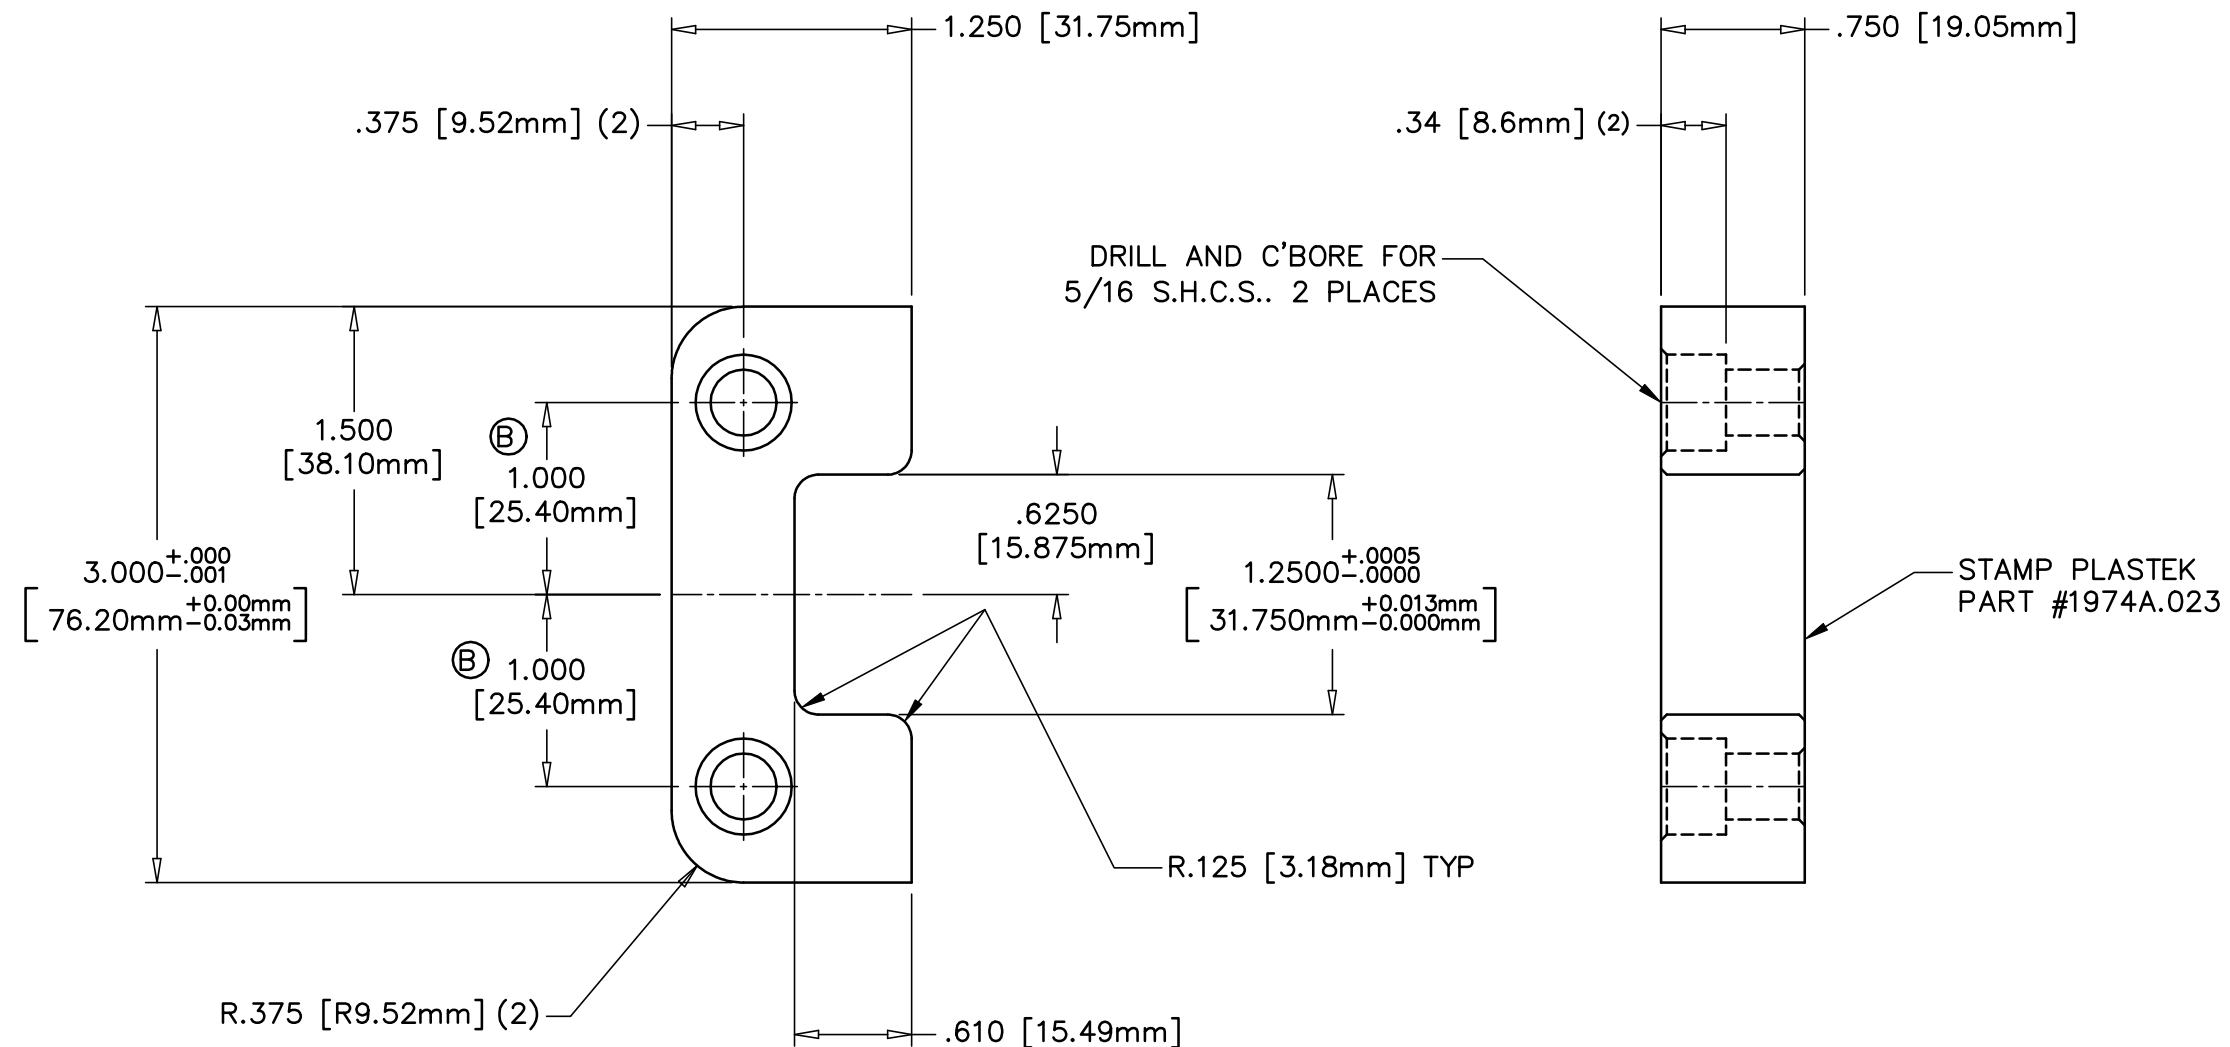 1.250 [31.75mm]
.750 [19.05mm]
.375 [9.52mm] (2)
.34 [8.6mm] (2)
DRILL AND C'BORE FOR
5/16 S.H.C.S.. 2 PLACES
1.500
[38.10mm]
B
1.000
[25.40mm]
.6250
[15.875mm]
3.000 +.000 -.001
[76.20mm +0.00mm -0.03mm]
1.2500 +.0005 -.0000
[31.750mm +0.013mm -0.000mm]
STAMP PLASTEK
PART #1974A.023
B
1.000
[25.40mm]
R.125 [3.18mm] TYP
R.375 [R9.52mm] (2)
.610 [15.49mm]